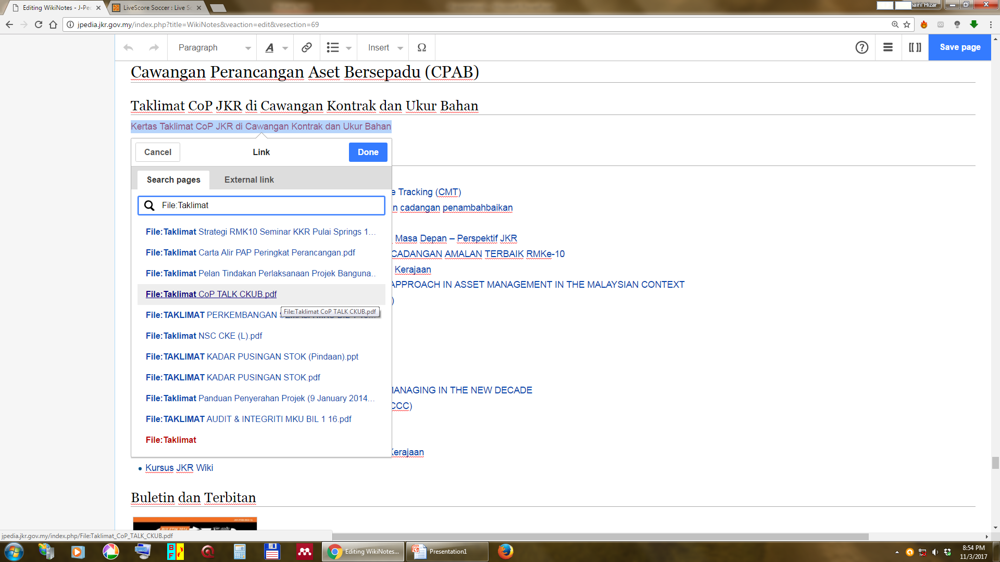 Editing WikiNotes - J-Pe
LiveScore Soccer : Live Sc
hairil Hizar
jpedia.jkr.gov.my/index.php?title=WikiNotes&veaction=edit&vesection=69
Paragraph
A
Insert
Ω
Save page
Cawangan Perancangan Aset Bersepadu (CPAB)
Taklimat CoP JKR di Cawangan Kontrak dan Ukur Bahan
Kertas Taklimat CoP JKR di Cawangan Kontrak dan Ukur Bahan
Cancel
Link
Done
Search pages
External link
e Tracking (CMT)
File:Taklimat
n cadangan penambahbaikan
File:Taklimat Strategi RMK10 Seminar KKR Pulai Springs 1...
Masa Depan – Perspektif JKR
File:Taklimat Carta Alir PAP Peringkat Perancangan.pdf
CADANGAN AMALAN TERBAIK RMKe-10
File:Taklimat Pelan Tindakan Perlaksanaan Projek Banguna..
Kerajaan
APPROACH IN ASSET MANAGEMENT IN THE MALAYSIAN CONTEXT
File:Taklimat CoP TALK CKUB.pdf
)
File:TAKLIMAT PERKEMBANGAN
File:Taklimat CoP TALK CKUB.pdf
File:Taklimat NSC CKE (L).pdf
File:TAKLIMAT KADAR PUSINGAN STOK (Pindaan).ppt
File:TAKLIMAT KADAR PUSINGAN STOK.pdf
MANAGING IN THE NEW DECADE
File:Taklimat Panduan Penyerahan Projek (9 January 2014...
CCC)
File:TAKLIMAT AUDIT & INTEGRITI MKU BIL 1 16.pdf
File:Taklimat
Kerajaan
• Kursus JKR Wiki
Buletin dan Terbitan
BULETIN 2016
jpedia.jkr.gov.my/index.php/File:Taklimat_CoP_TALK_CKUB.pdf
B
F
Editing WikiNotes...
Presentation1
8:54 PM
11/3/2017